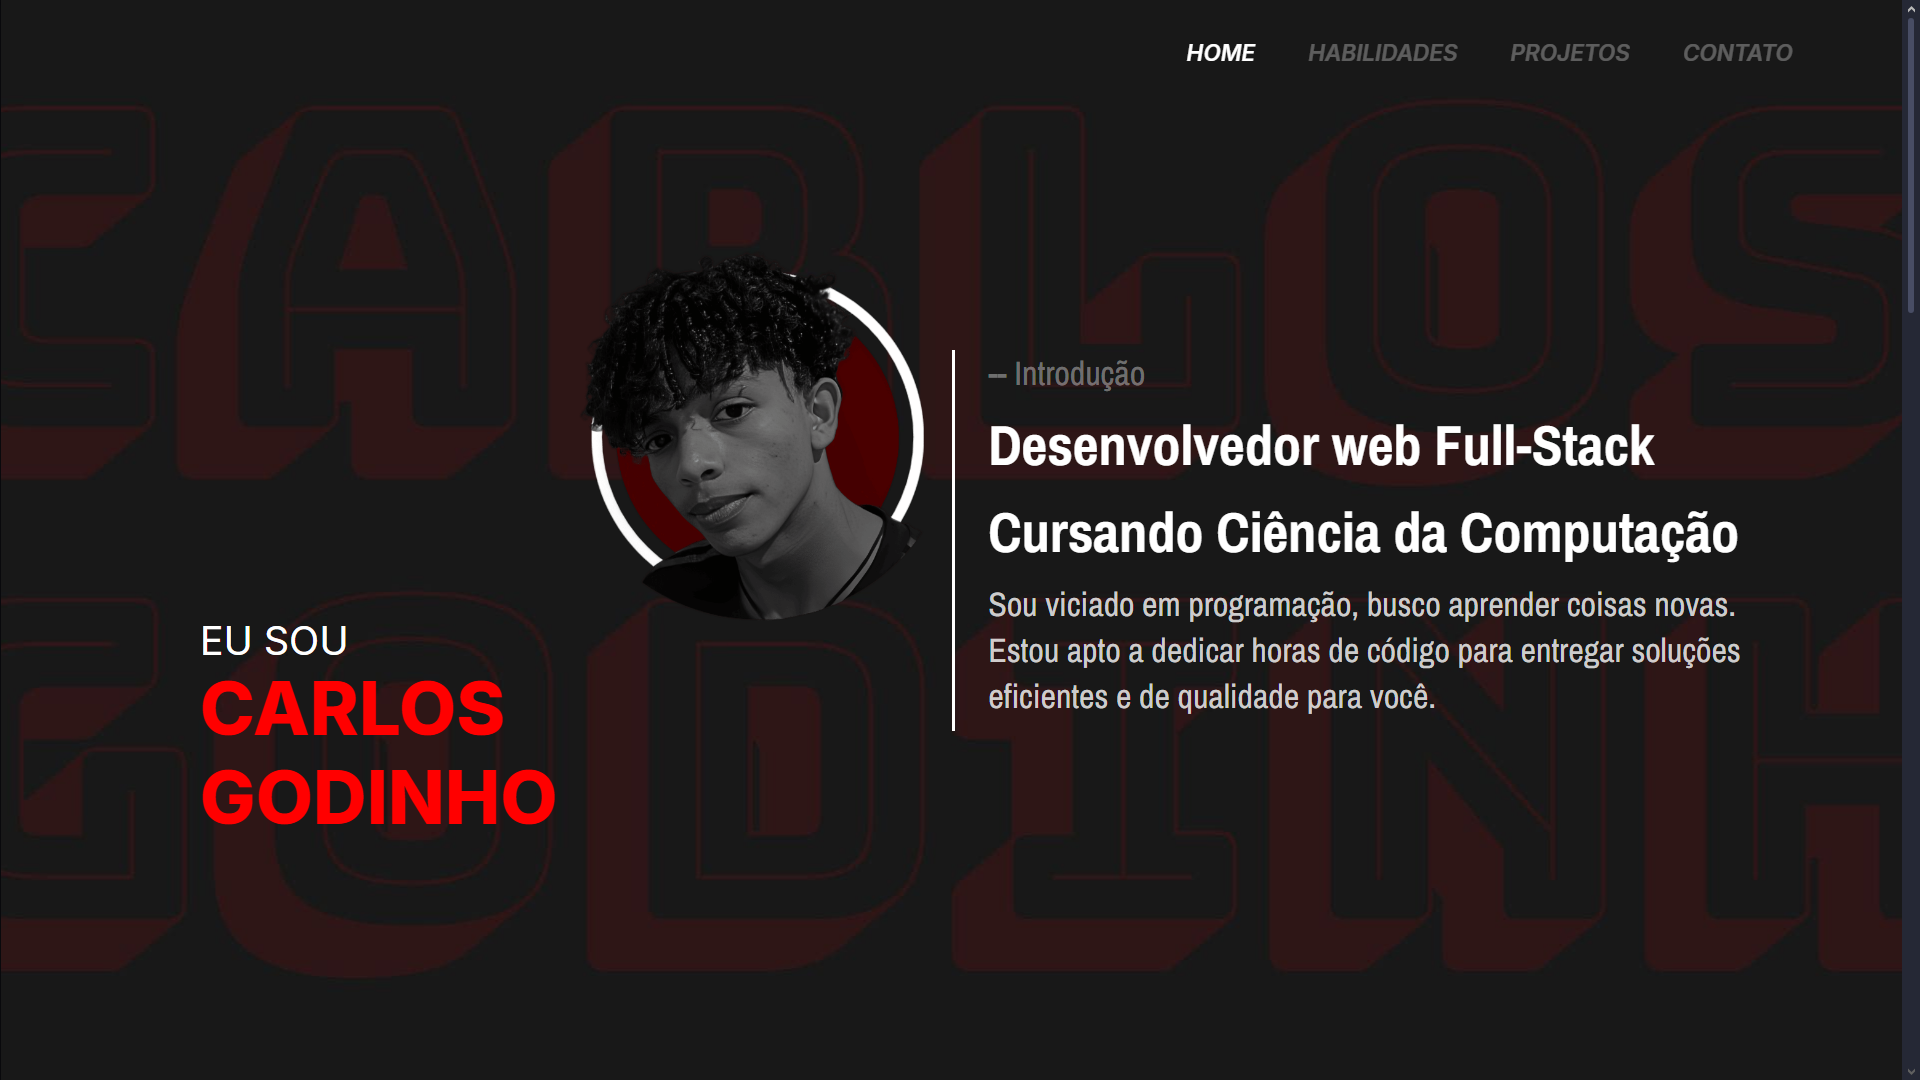 HOME HABILIDADES PROJETOS CONTATO
CARLOS
GODINH
EU SOU
CARLOS
GODINHO
— Introdução
Desenvolvedor web Full-Stack
Cursando Ciência da Computação
Sou viciado em programação, busco aprender coisas novas.
Estou apto a dedicar horas de código para entregar soluções
eficientes e de qualidade para você.